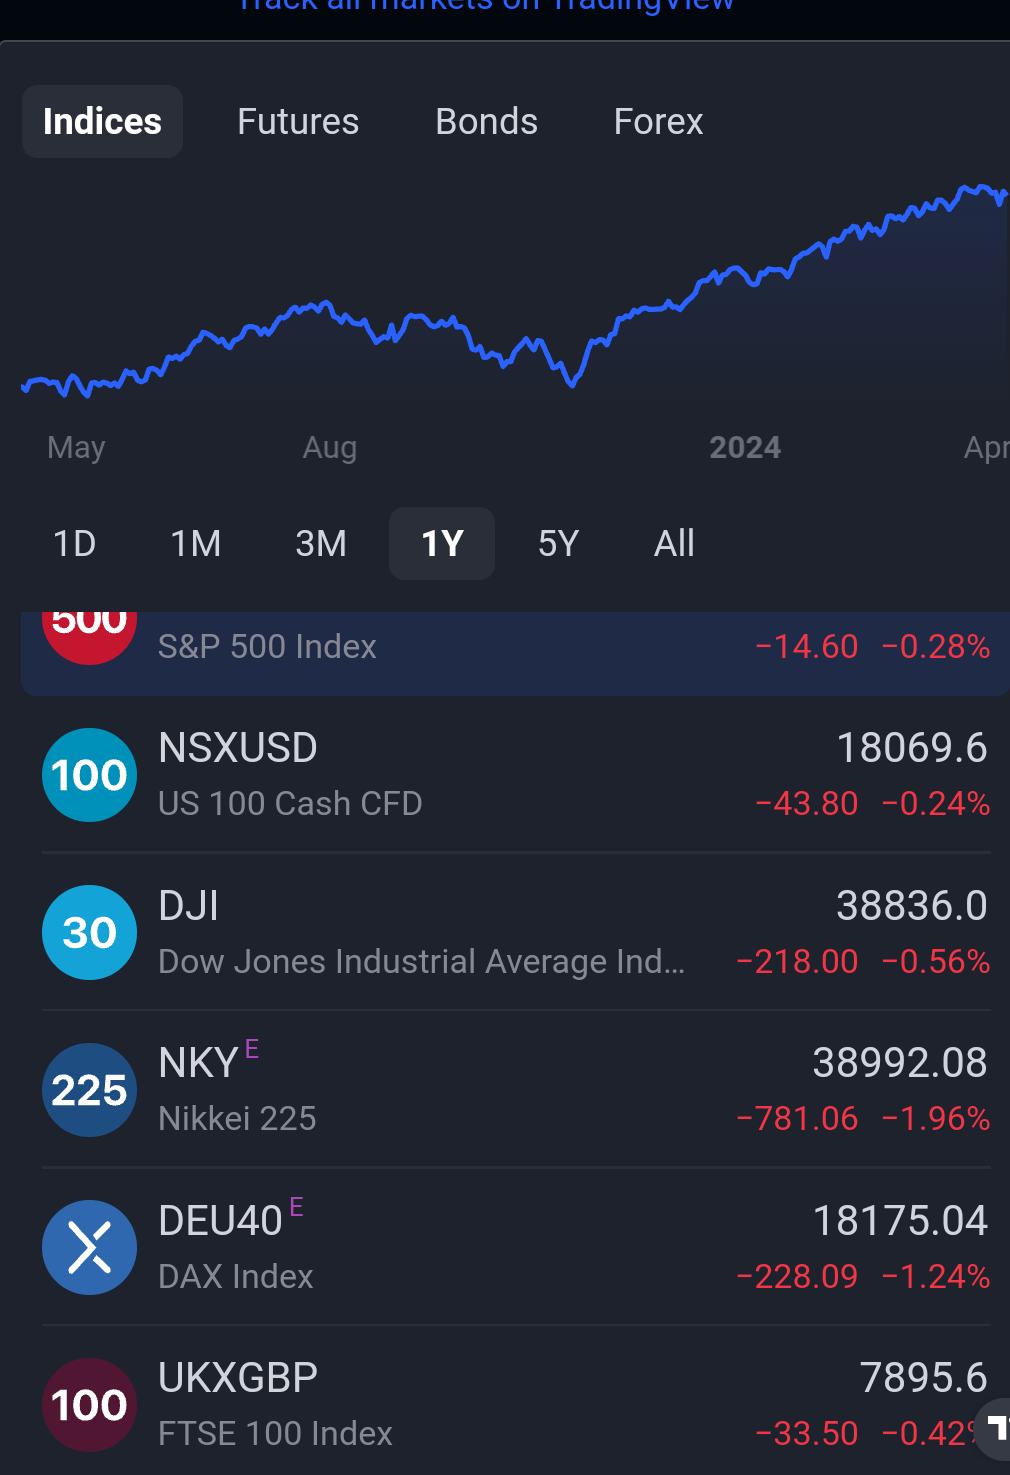 Track all markets on TradingView
Indices Futures Bonds Forex
May Aug 2024 Apr
1D 1M 3M 1Y 5Y All
500
S&P 500 Index −14.60 −0.28%
100
NSXUSD 18069.6
US 100 Cash CFD −43.80 −0.24%
30
DJI 38836.0
Dow Jones Industrial Average Ind... −218.00 −0.56%
225
NKY E 38992.08
Nikkei 225 −781.06 −1.96%
DEU40 E 18175.04
DAX Index −228.09 −1.24%
100
UKXGBP 7895.6
FTSE 100 Index −33.50 −0.42%